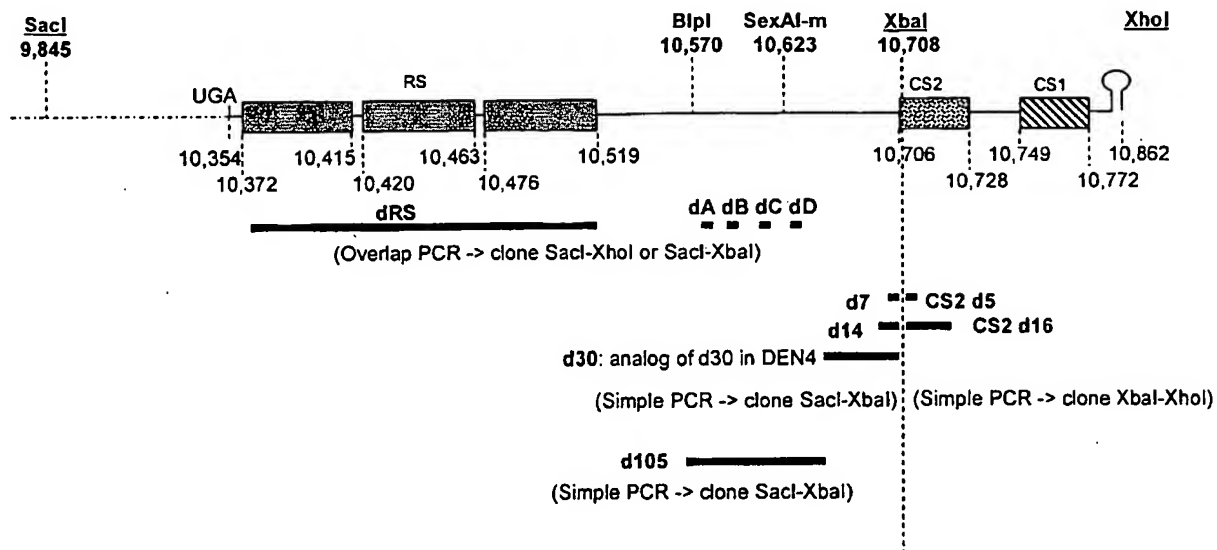 SacI
9,845
BlpI
10,570
SexAI-m
10,623
XbaI
10,708
XhoI
UGA
RS
CS2
CS1
10,354
10,372
10,415
10,420
10,463
10,476
10,519
10,706
10,728
10,749
10,772
10,862
dRS
dA dB dC dD
(Overlap PCR -> clone SacI-XhoI or SacI-XbaI)
d7
CS2 d5
d14
CS2 d16
d30: analog of d30 in DEN4
(Simple PCR -> clone SacI-XbaI)
(Simple PCR -> clone XbaI-XhoI)
d105
(Simple PCR -> clone SacI-XbaI)